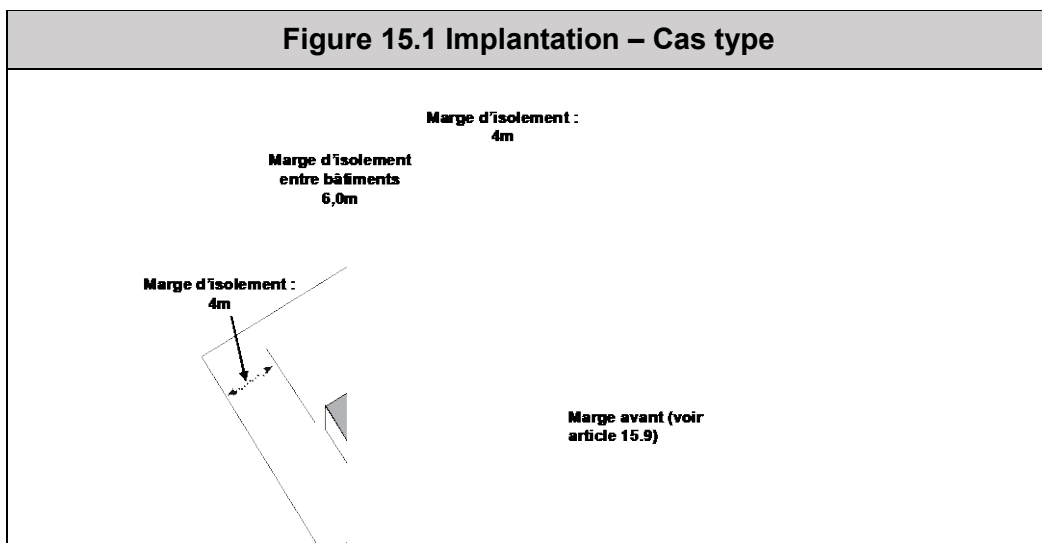 Figure 15.1 Implantation – Cas type
Marge d'isolement :
4m
Marge d'isolement
entre bâtiments
6,0m
Marge d'isolement :
4m
Marge avant (voir
article 15.9)